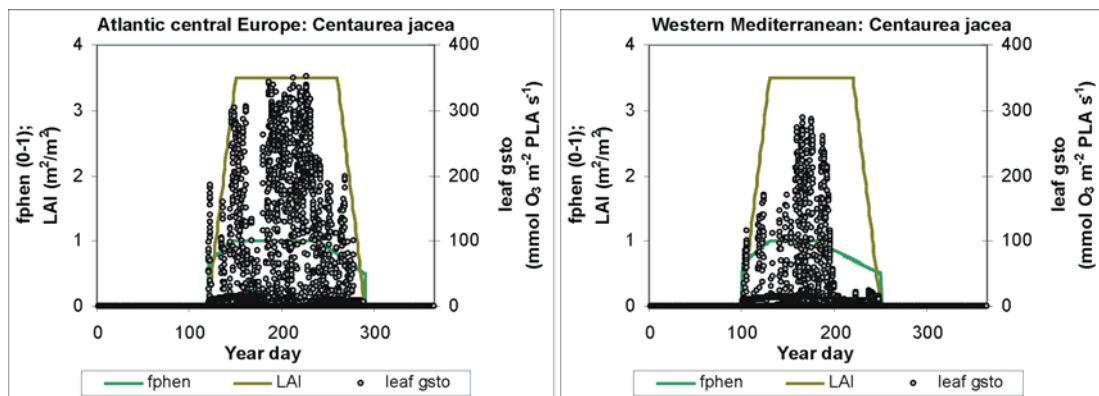 Atlantic central Europe: Centaurea jacea
fphen (0-1);
LAI (m²/m²)
4
3
2
1
0
400
300
200
100
0
leaf gsto
(mmol O₃ m⁻² PLA s⁻¹)
0 100 200 300
Year day
fphen LAI leaf gsto
Western Mediterranean: Centaurea jacea
fphen (0-1);
LAI (m²/m²)
4
3
2
1
0
400
300
200
100
0
leaf gsto
(mmol O₃ m⁻² PLA s⁻¹)
0 100 200 300
Year day
fphen LAI leaf gsto